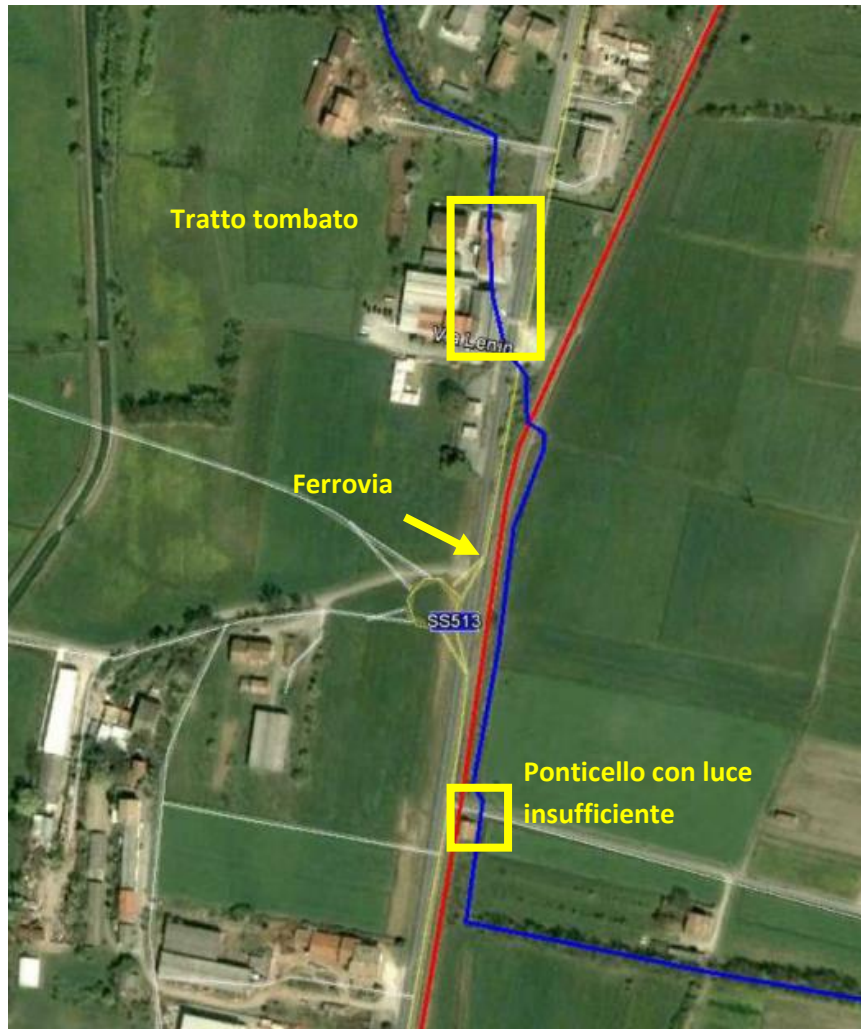 Tratto tombato
Via Lenin
Ferrovia
SS513
Ponticello con luce
insufficiente